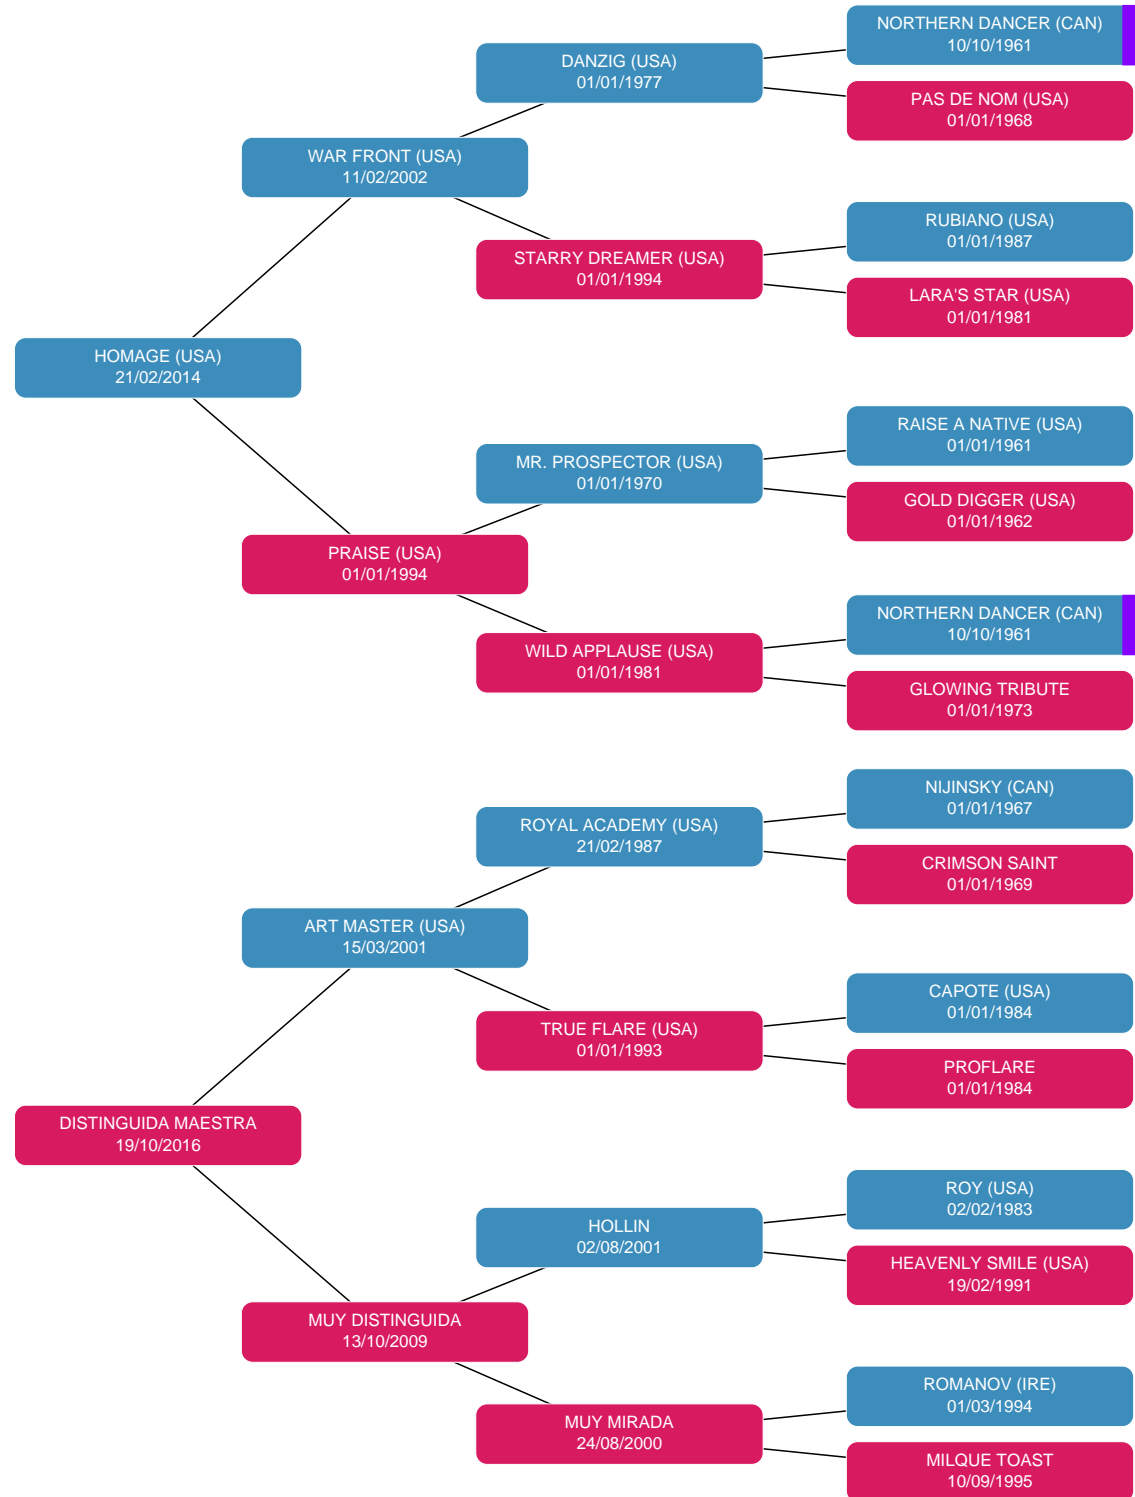 NORTHERN DANCER (CAN)
10/10/1961
DANZIG (USA)
01/01/1977
PAS DE NOM (USA)
01/01/1968
WAR FRONT (USA)
11/02/2002
RUBIANO (USA)
01/01/1987
STARRY DREAMER (USA)
01/01/1994
LARA'S STAR (USA)
01/01/1981
HOMAGE (USA)
21/02/2014
RAISE A NATIVE (USA)
01/01/1961
MR. PROSPECTOR (USA)
01/01/1970
GOLD DIGGER (USA)
01/01/1962
PRAISE (USA)
01/01/1994
NORTHERN DANCER (CAN)
10/10/1961
WILD APPLAUSE (USA)
01/01/1981
GLOWING TRIBUTE
01/01/1973
NIJINSKY (CAN)
01/01/1967
ROYAL ACADEMY (USA)
21/02/1987
CRIMSON SAINT
01/01/1969
ART MASTER (USA)
15/03/2001
CAPOTE (USA)
01/01/1984
TRUE FLARE (USA)
01/01/1993
PROFLARE
01/01/1984
DISTINGUIDA MAESTRA
19/10/2016
ROY (USA)
02/02/1983
HOLLIN
02/08/2001
HEAVENLY SMILE (USA)
19/02/1991
MUY DISTINGUIDA
13/10/2009
ROMANOV (IRE)
01/03/1994
MUY MIRADA
24/08/2000
MILQUE TOAST
10/09/1995